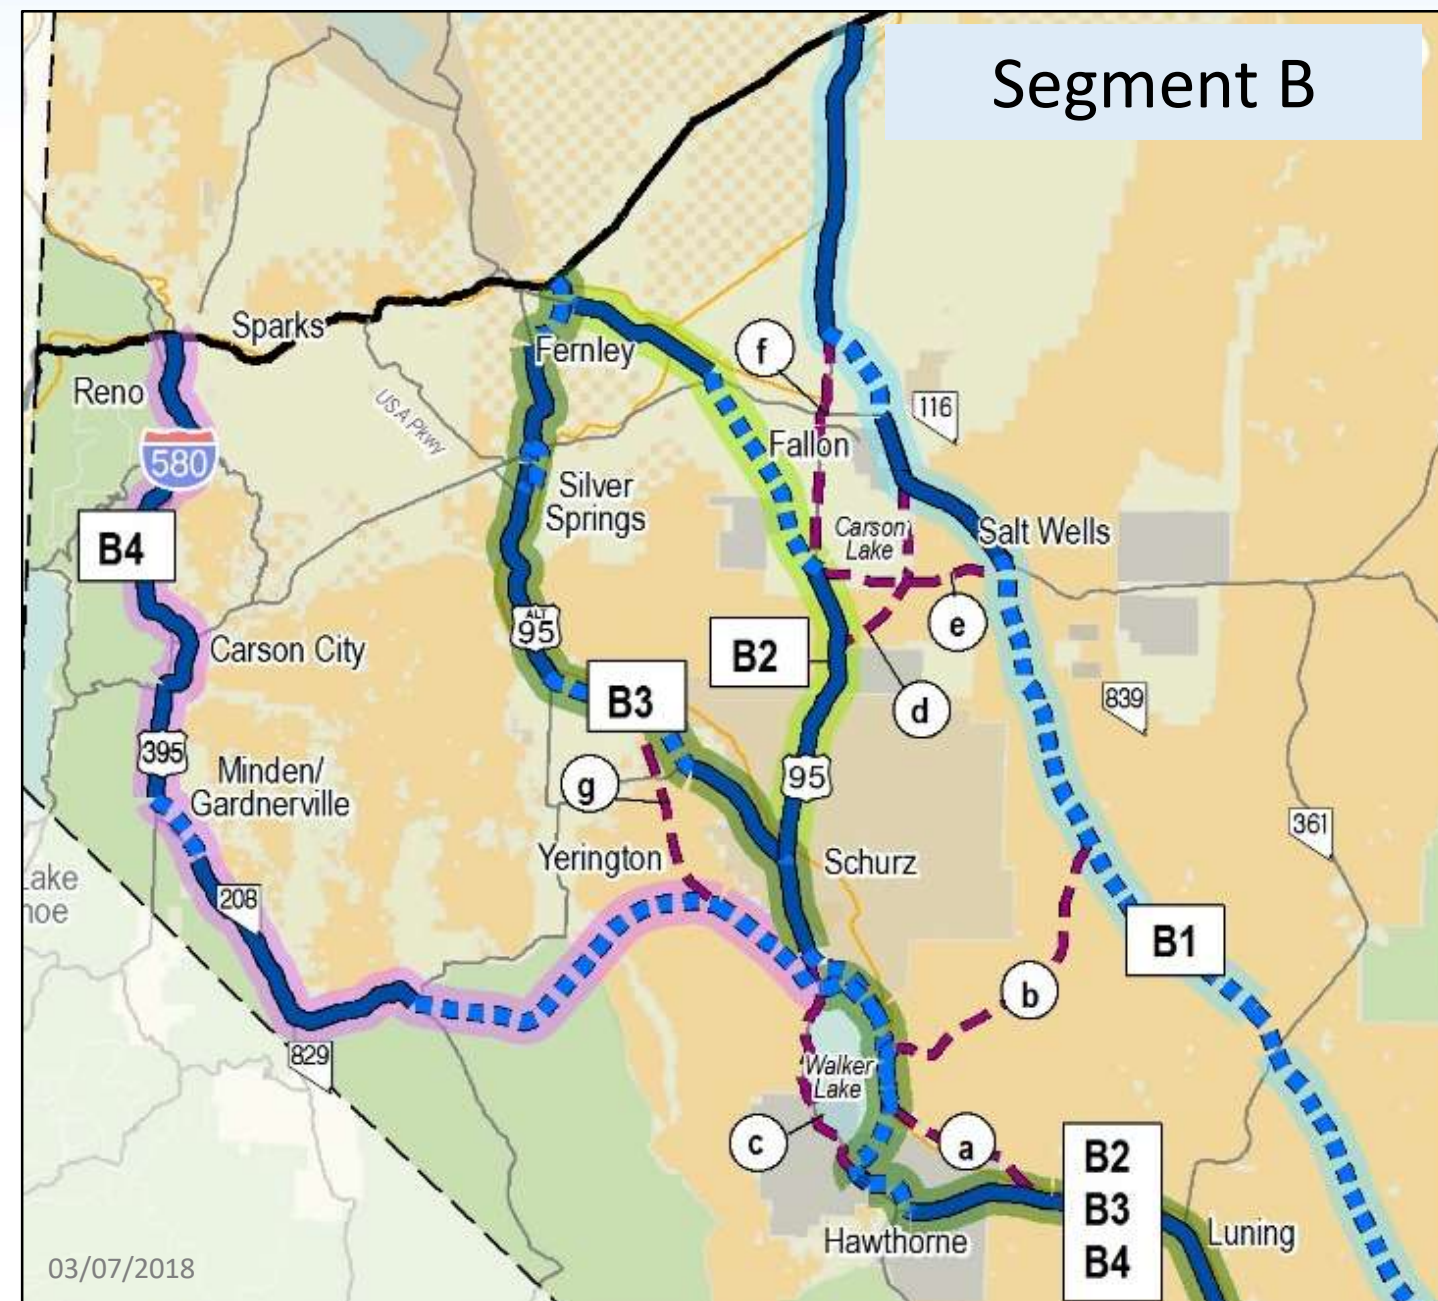 Segment B
Sparks
Reno
Fernley
f
116
USA Pkwy
Fallon
580
Silver
Springs
Carson
Lake
Salt Wells
B4
ALT
95
e
Carson City
B2
B3
d
839
395
Minden/
Gardnerville
g
95
361
Yerington
Schurz
208
B1
b
829
Walker
Lake
c
a
B2
B3
B4
Hawthorne
Luning
03/07/2018